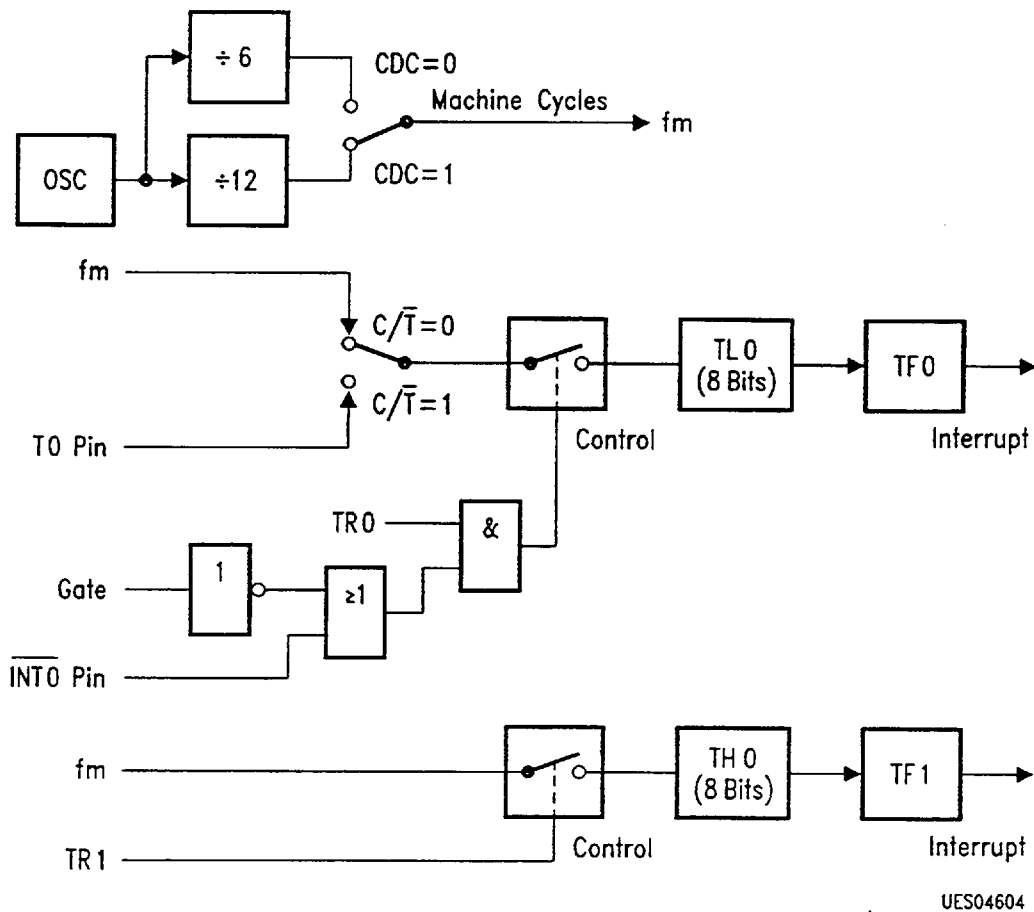 ÷ 6
CDC=0
Machine Cycles
fm
OSC
÷12
CDC=1
fm
C/T̅=0
TL0
(8 Bits)
TF0
C/T̅=1
T0 Pin
Control
Interrupt
TR0
&
1
Gate
≥1
I̅N̅T̅0̅ Pin
fm
TH0
(8 Bits)
TF1
TR1
Control
Interrupt
UES04604